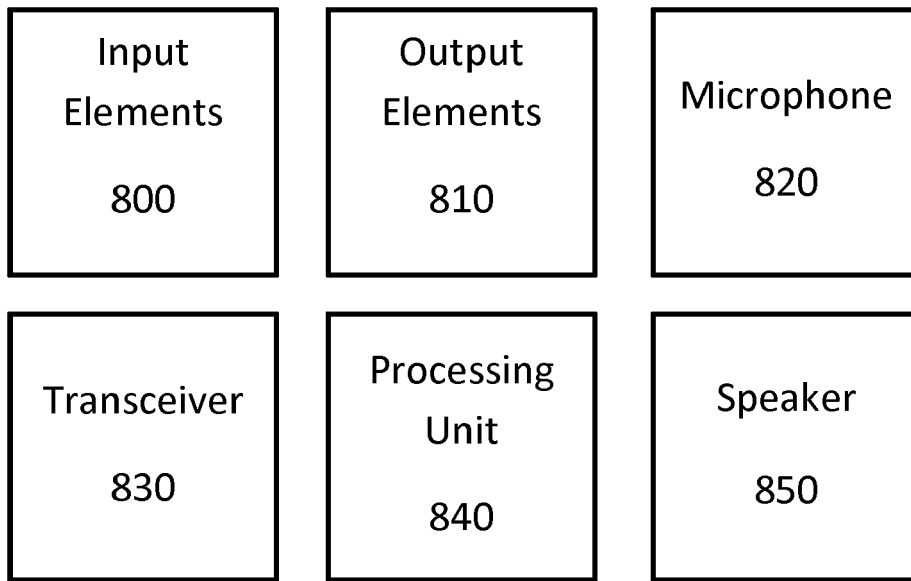 Input
Elements
800
Output
Elements
810
Microphone
820
Transceiver
830
Processing
Unit
840
Speaker
850